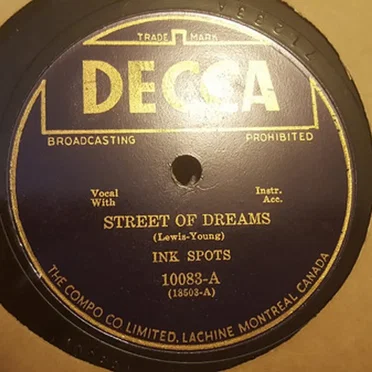 TRADE MARK
DECCA
BROADCASTING PROHIBITED
Vocal With
Instr. Acc.
STREET OF DREAMS
(Lewis-Young)
INK SPOTS
10083-A
(18503-A)
THE COMPO CO LIMITED, LACHINE MONTREAL CANADA